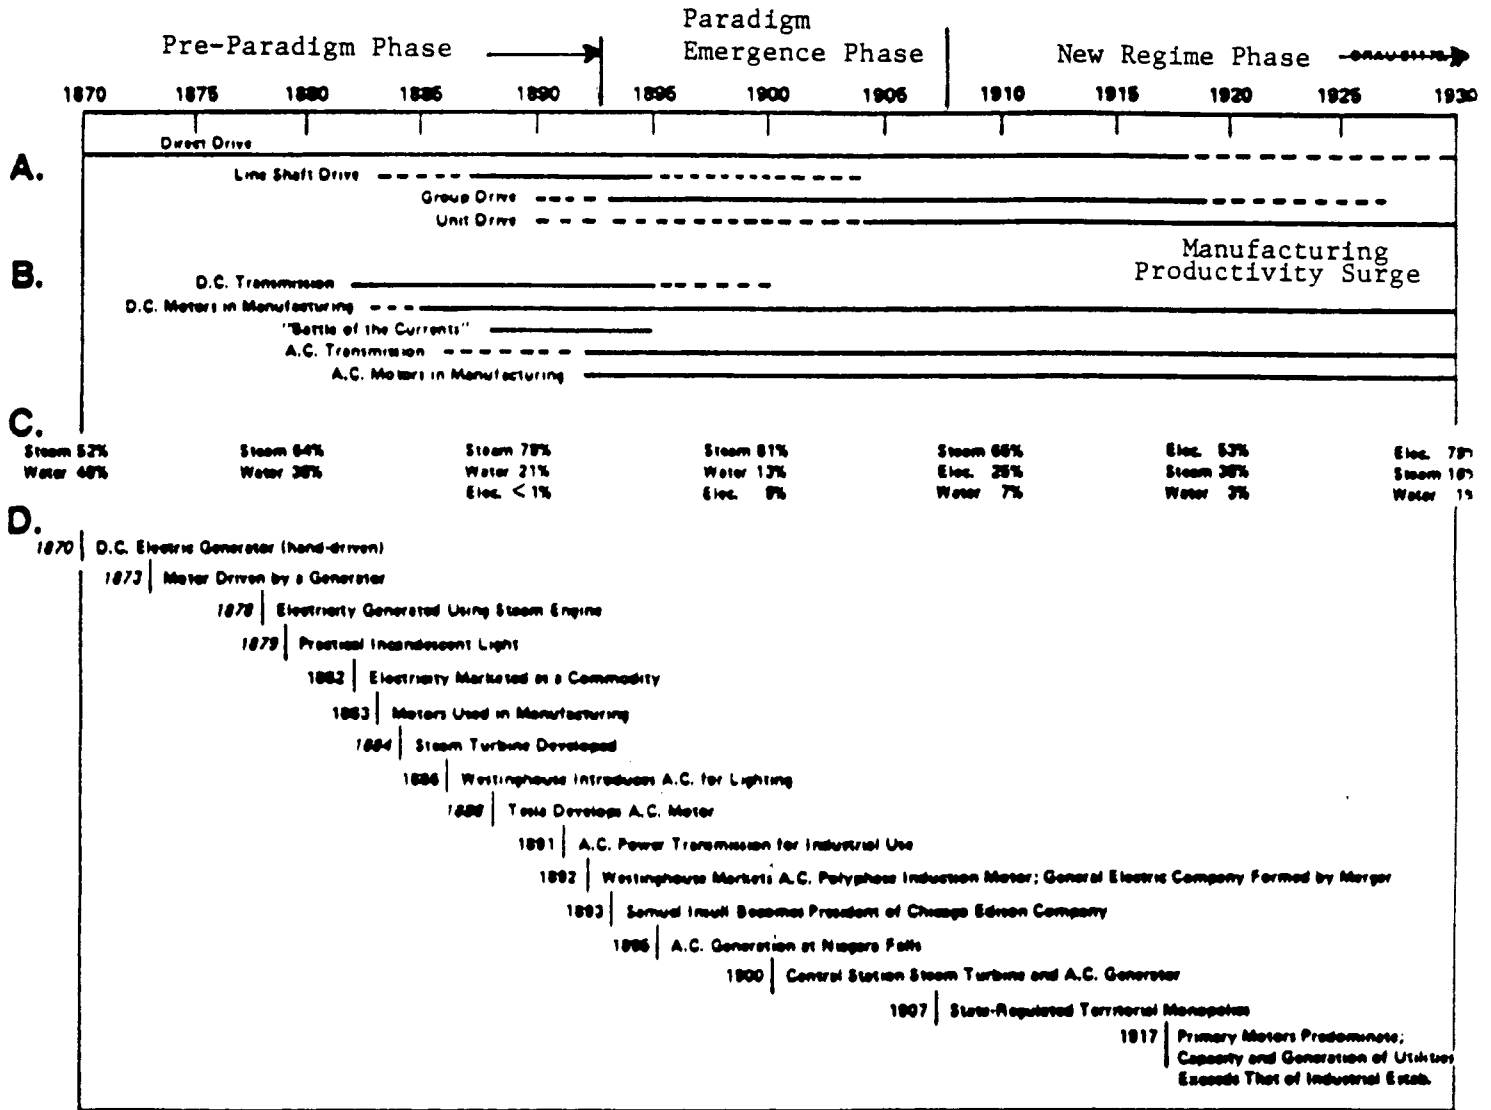 Paradigm
Pre-Paradigm Phase Emergence Phase New Regime Phase
1870 1875 1880 1885 1890 1895 1900 1905 1910 1915 1920 1925 1930
Direct Drive
A.
Line Shaft Drive
Group Drive
Unit Drive
Manufacturing
Productivity Surge
B.
D.C. Transmission
D.C. Motors in Manufacturing
"Battle of the Currents"
A.C. Transmission
A.C. Motors in Manufacturing
C.
Steam 52% Steam 64% Steam 78% Steam 81% Steam 65% Elec. 53% Elec.
Water 48% Water 36% Water 21% Water 13% Elec. 25% Steam 39% Steam
Elec. < 1% Elec. Water 7% Water 3% Water
D.
1870 D.C. Electric Generator (hand-driven)
1873 Motor Driven by a Generator
1878 Electricity Generated Using Steam Engine
1879 Practical Incandescent Light
1882 Electricity Marketed as a Commodity
1883 Motors Used in Manufacturing
1884 Steam Turbine Developed
1886 Westinghouse Introduces A.C. for Lighting
1888 Tesla Develops A.C. Motor
1891 A.C. Power Transmission for Industrial Use
1892 Westinghouse Markets A.C. Polyphase Induction Motor; General Electric Company Formed by Merger
1893 Samuel Insull Becomes President of Chicago Edison Company
1895 A.C. Generation at Niagara Falls
1900 Central Station Steam Turbine and A.C. Generator
1907 State-Regulated Territorial Monopolies
1917 Primary Motors Predominate;
Capacity and Generation of Utilities
Exceeds That of Industrial Estab.